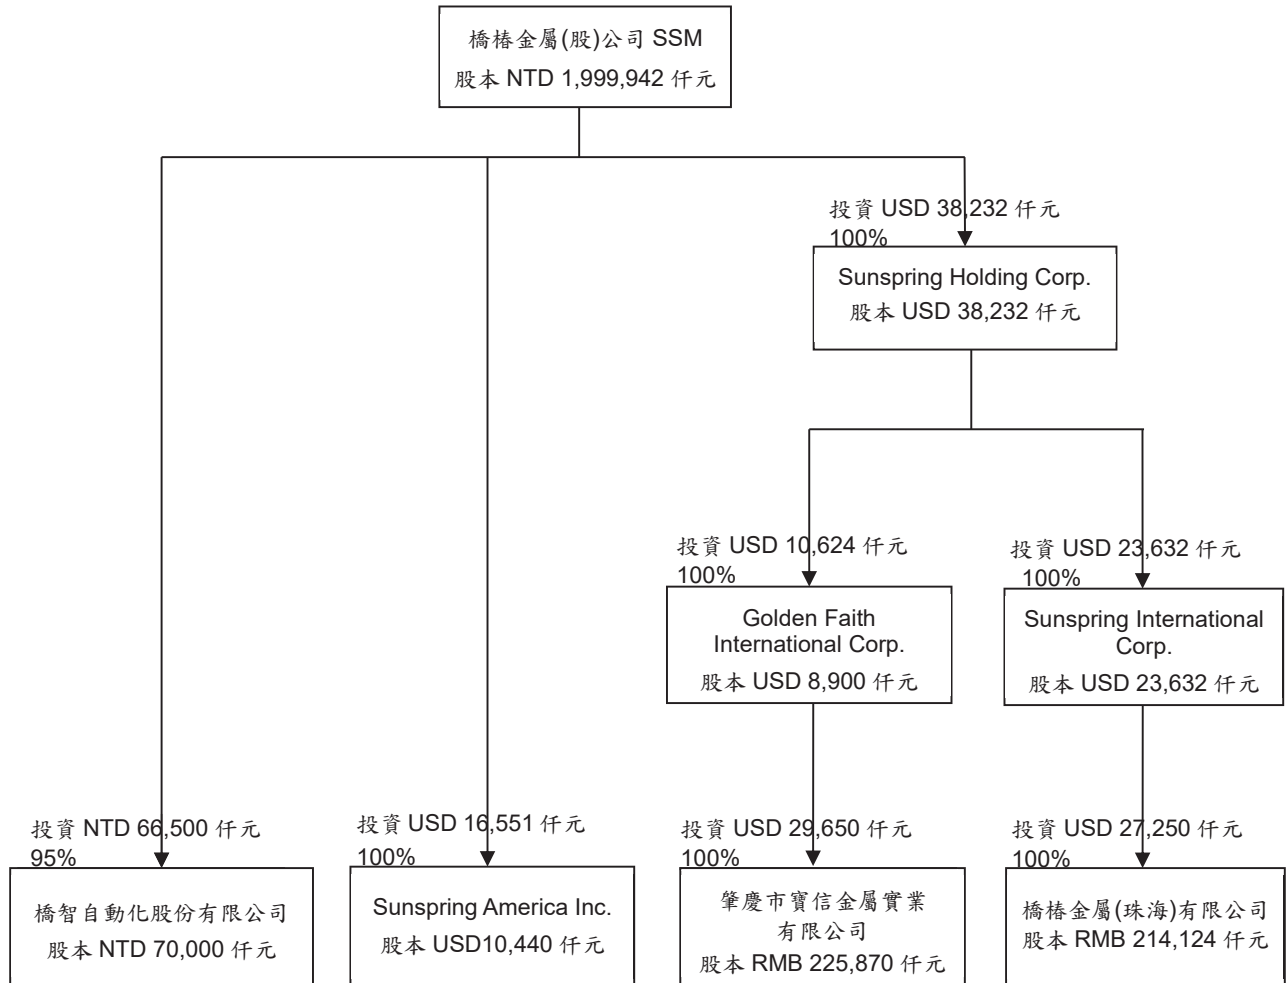 橋椿金屬(股)公司 SSM
股本 NTD 1,999,942 仟元
投資 USD 38,232 仟元
100%
Sunspring Holding Corp.
股本 USD 38,232 仟元
投資 USD 10,624 仟元
100%
Golden Faith
International Corp.
股本 USD 8,900 仟元
投資 USD 23,632 仟元
100%
Sunspring International
Corp.
股本 USD 23,632 仟元
投資 NTD 66,500 仟元
95%
橋智自動化股份有限公司
股本 NTD 70,000 仟元
投資 USD 16,551 仟元
100%
Sunspring America Inc.
股本 USD10,440 仟元
投資 USD 29,650 仟元
100%
肇慶市寶信金屬實業
有限公司
股本 RMB 225,870 仟元
投資 USD 27,250 仟元
100%
橋椿金屬(珠海)有限公司
股本 RMB 214,124 仟元